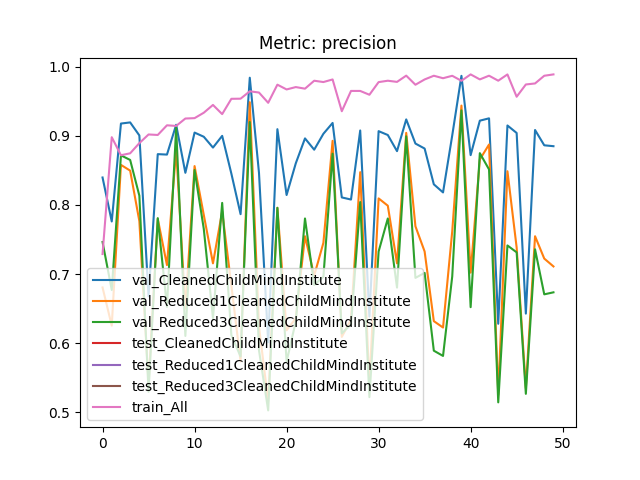 Metric: precision
1.0
0.9
0.8
0.7
0.6
0.5
val_CleanedChildMindInstitute
val_Reduced1CleanedChildMindInstitute
val_Reduced3CleanedChildMindInstitute
test_CleanedChildMindInstitute
test_Reduced1CleanedChildMindInstitute
test_Reduced3CleanedChildMindInstitute
train_All
0 10 20 30 40 50